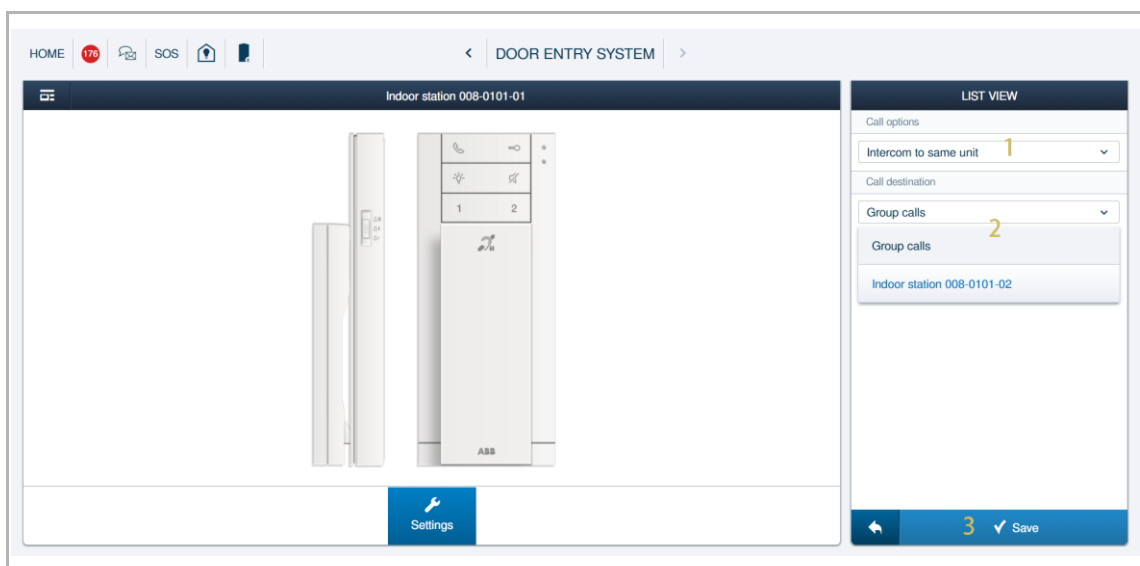 HOME 176 SOS < DOOR ENTRY SYSTEM >
Indoor station 008-0101-01
LIST VIEW
Call options
Intercom to same unit 1
Call destination
Group calls
2
Group calls
Indoor station 008-0101-02
1 2
ABB
Settings
3 Save